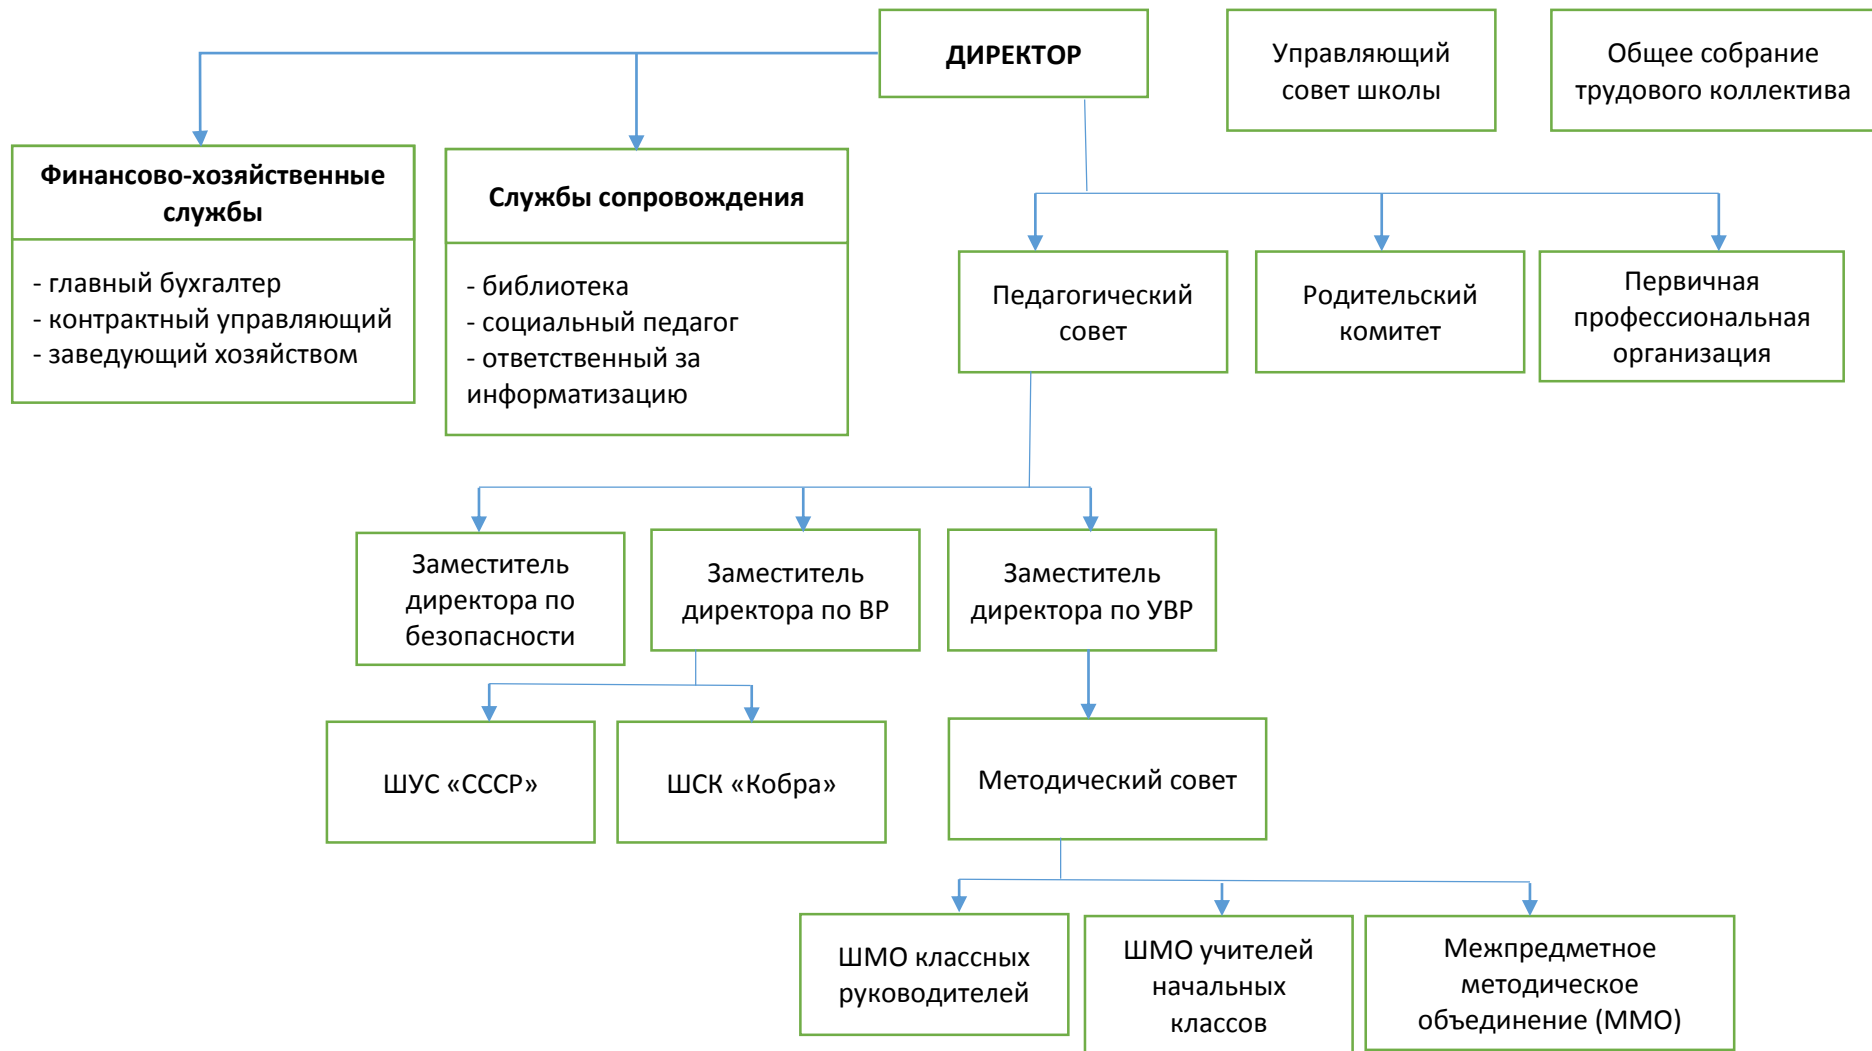 ДИРЕКТОР
Управляющий
совет школы
Общее собрание
трудового коллектива
Финансово-хозяйственные
службы
- главный бухгалтер
- контрактный управляющий
- заведующий хозяйством
Службы сопровождения
- библиотека
- социальный педагог
- ответственный за
информатизацию
Педагогический
совет
Родительский
комитет
Первичная
профессиональная
организация
Заместитель
директора по
безопасности
Заместитель
директора по ВР
Заместитель
директора по УВР
ШУС «СССР»
ШСК «Кобра»
Методический совет
ШМО классных
руководителей
ШМО учителей
начальных
классов
Межпредметное
методическое
объединение (ММО)